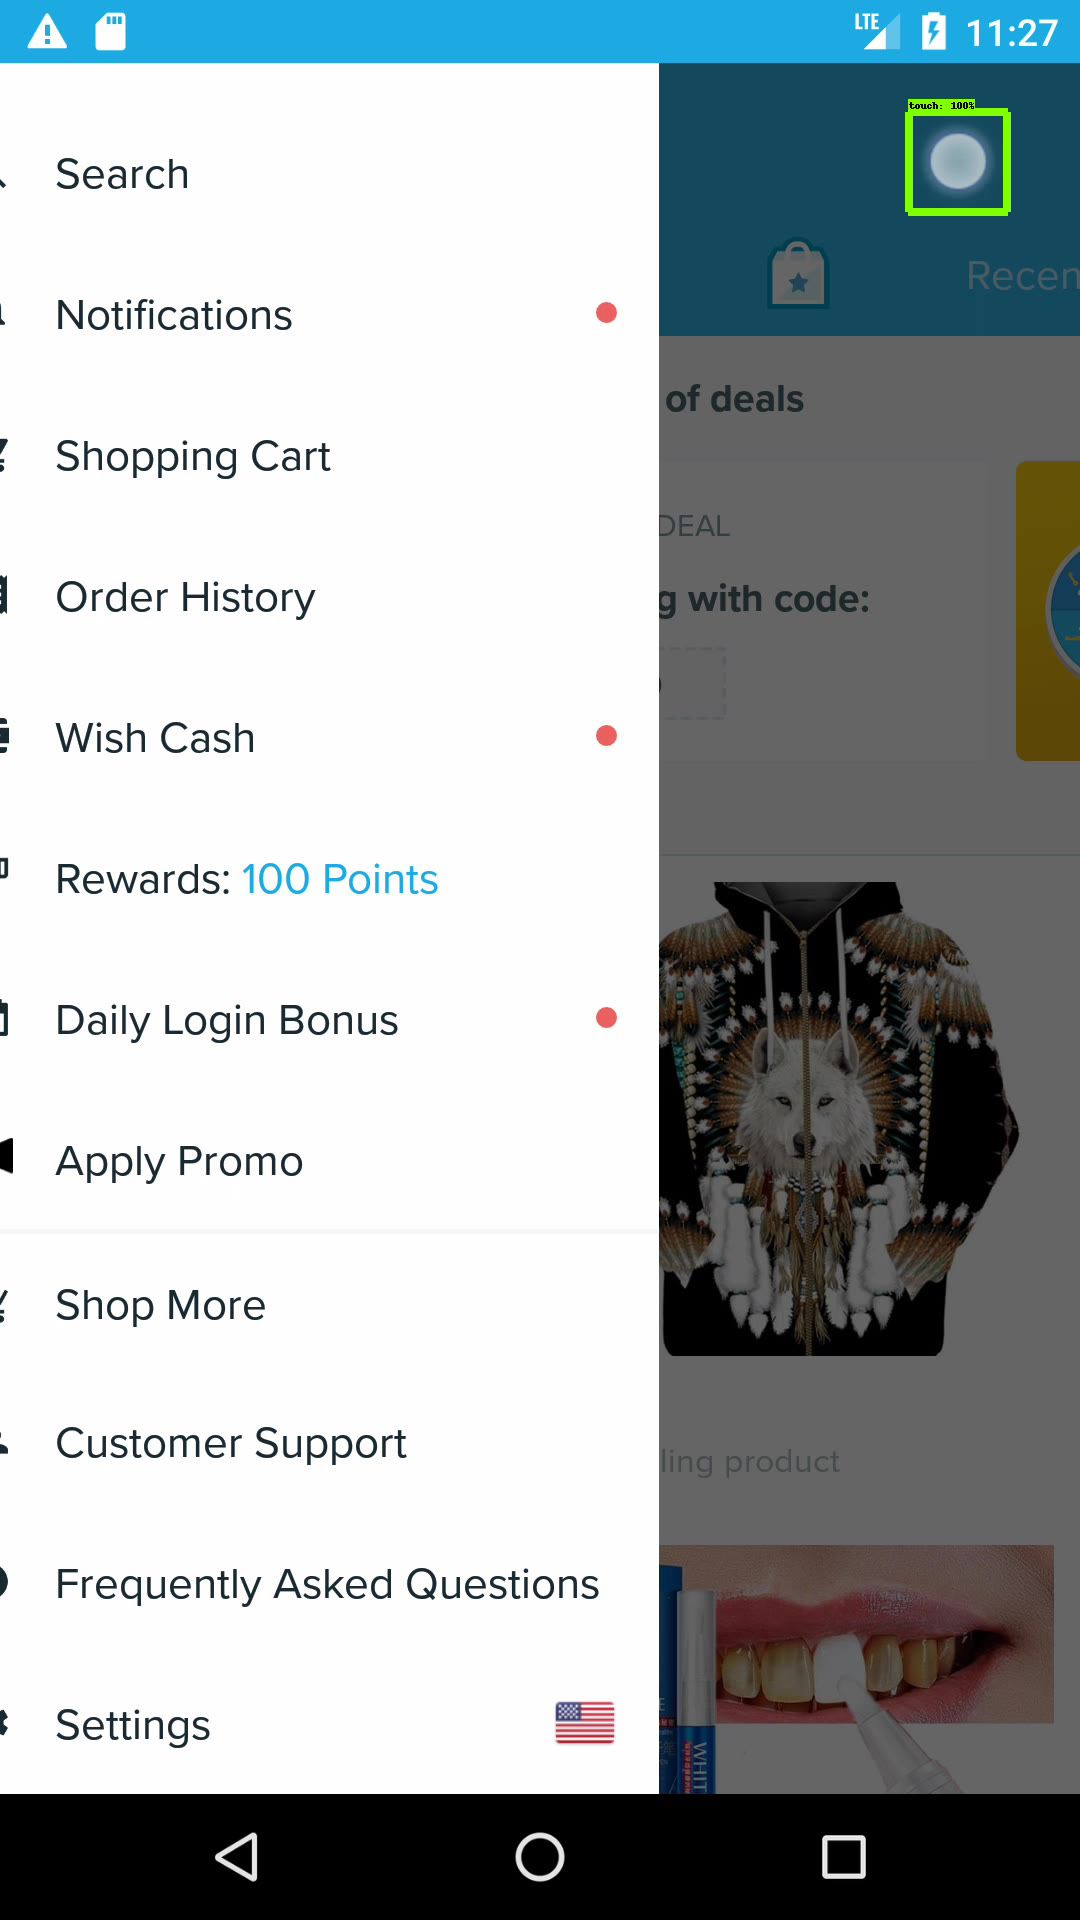 LTE 11:27
touch: 100%
Search
Notifications
Recen
of deals
Shopping Cart
DEAL
Order History
g with code:
Wish Cash
Rewards: 100 Points
Daily Login Bonus
Apply Promo
Shop More
Customer Support
ling product
Frequently Asked Questions
Settings
WHIT